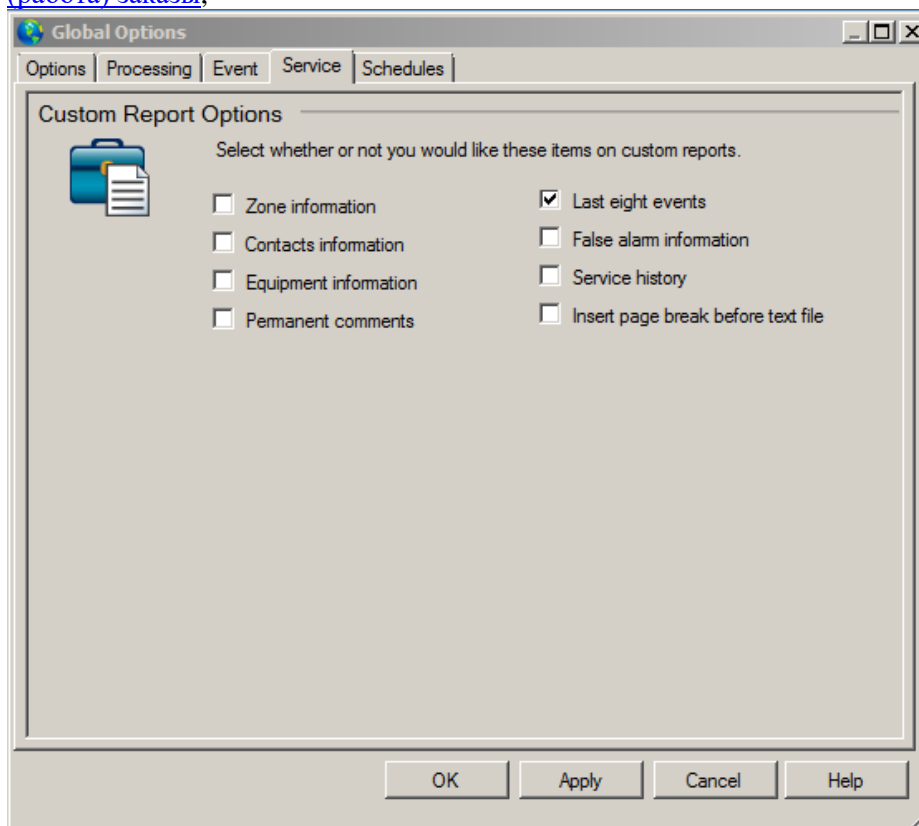 (работа) заказы,
Global Options
Options Processing Event Service Schedules
Custom Report Options
Select whether or not you would like these items on custom reports.
Zone information
Last eight events
Contacts information
False alarm information
Equipment information
Service history
Permanent comments
Insert page break before text file
OK Apply Cancel Help